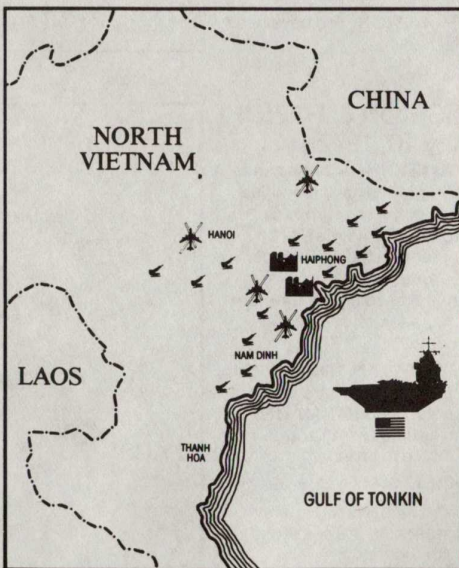 CHINA
NORTH
VIETNAM
HANOI
HAIPHONG
NAM DINH
LAOS
THANH
HOA
GULF OF TONKIN